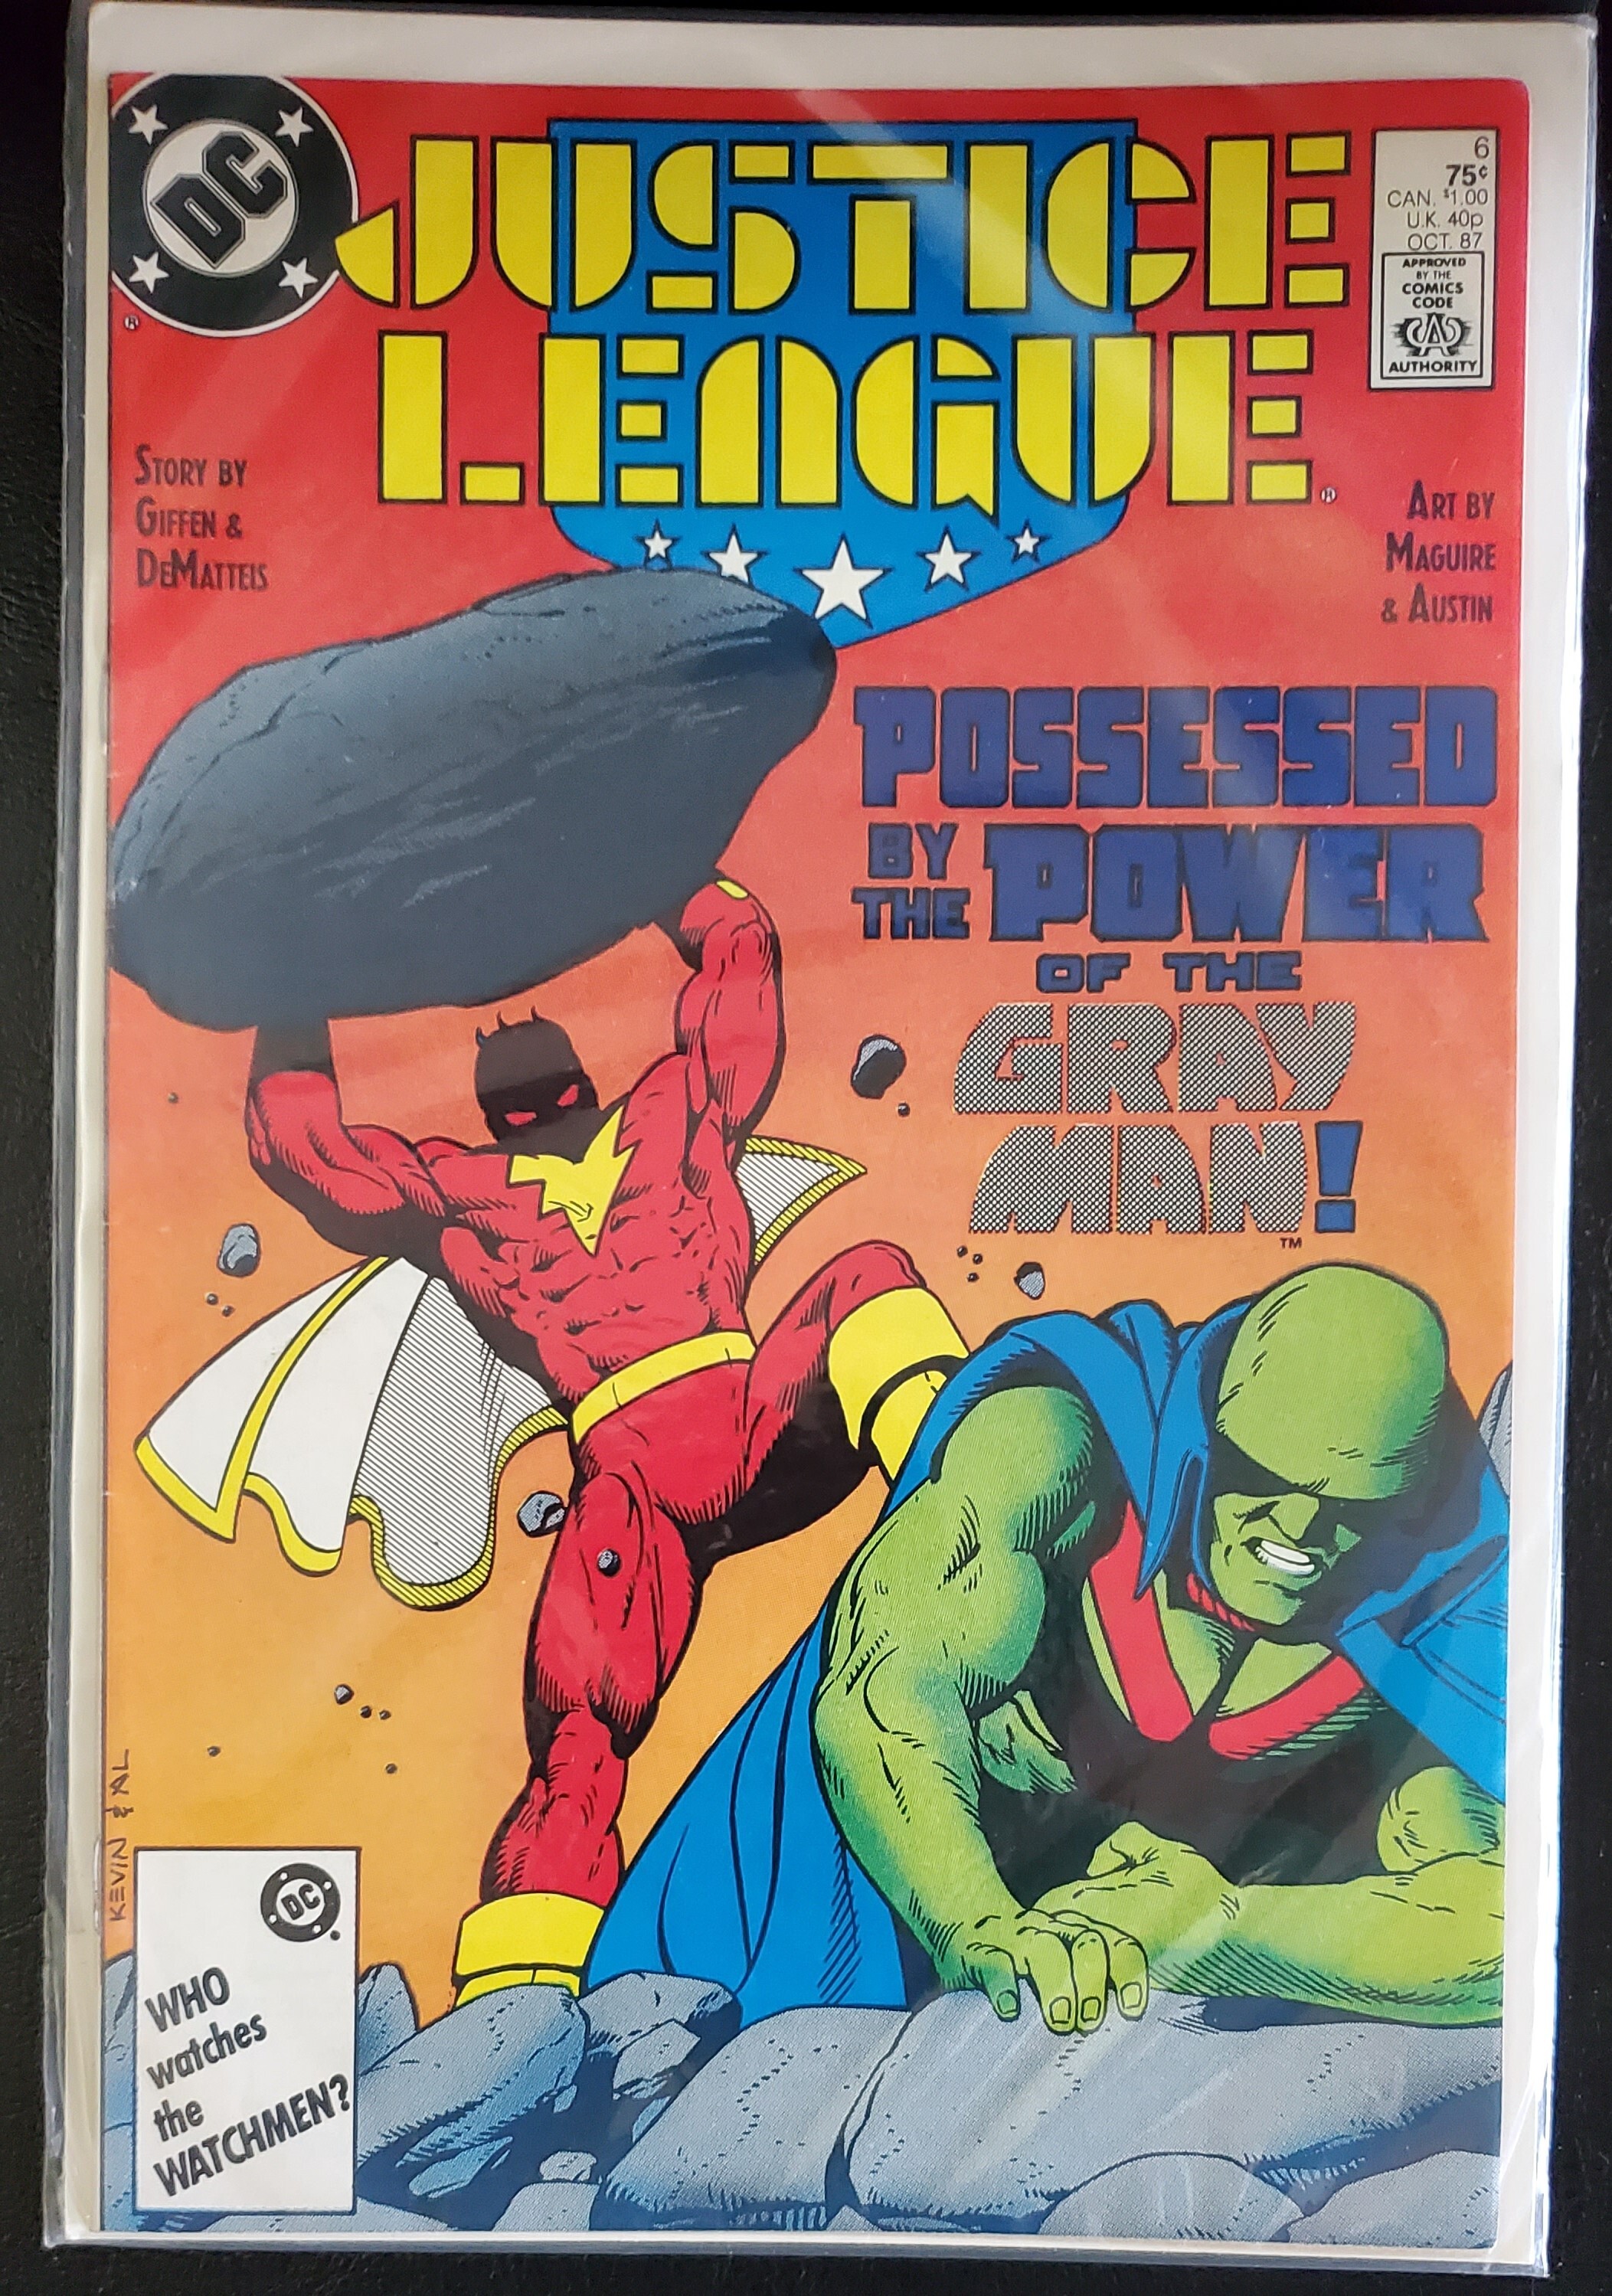 DC
®
JUSTICE
LEAGUE®
6
75¢
CAN. $1.00
U.K. 40p
OCT. 87
APPROVED
BY THE
COMICS
CODE
CA
AUTHORITY
STORY BY
GIFFEN &
DEMATTEIS
ART BY
MAGUIRE
& AUSTIN
POSSESSED
BY THE POWER
OF THE
GRAY
MAN!
TM
KEVIN & AL
DC
®
WHO
watches
the
WATCHMEN?